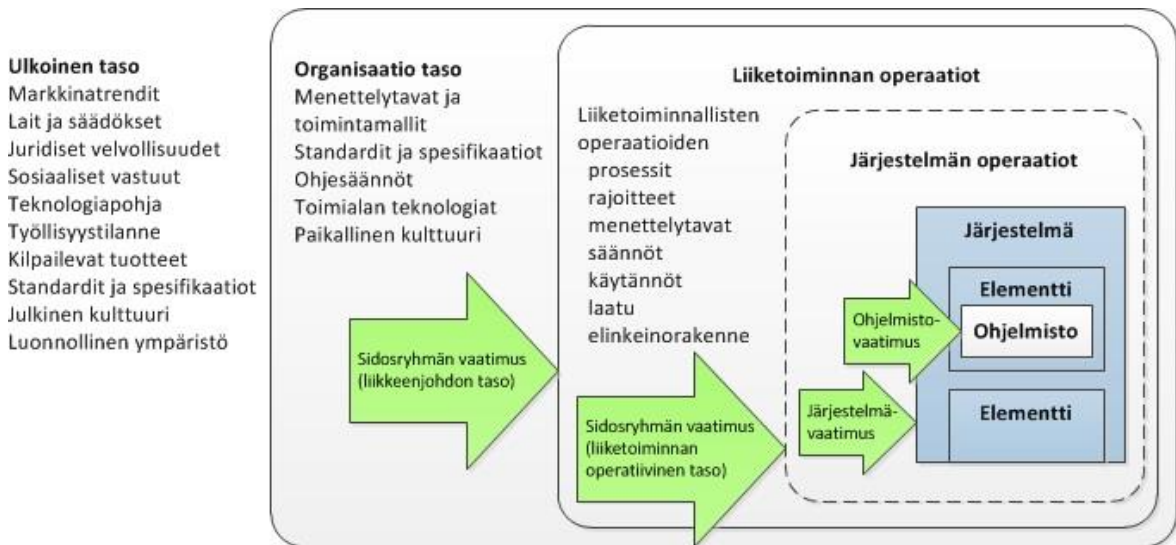 Ulkoinen taso
Markkinatrendit
Lait ja säädökset
Juridiset velvollisuudet
Sosiaaliset vastuut
Teknologiapohja
Työllisyystilanne
Kilpailevat tuotteet
Standardit ja spesifikaatiot
Julkinen kulttuuri
Luonnollinen ympäristö
Organisaatio taso
Menettelytavat ja
toimintamallit
Standardit ja spesifikaatiot
Ohjesäännöt
Toimialan teknologiat
Paikallinen kulttuuri
Sidosryhmän vaatimus
(liikkeenjohdon taso)
Liiketoiminnan operaatiot
Liiketoiminnallisten
operaatioiden
prosessit
rajoitteet
menettelytavat
säännöt
käytännöt
laatu
elinkeinorakenne
Sidosryhmän vaatimus
(liiketoiminnan
operatiivinen taso)
Järjestelmän operaatiot
Järjestelmä
Elementti
Ohjelmisto
Ohjelmisto-
vaatimus
Järjestelmä-
vaatimus
Elementti